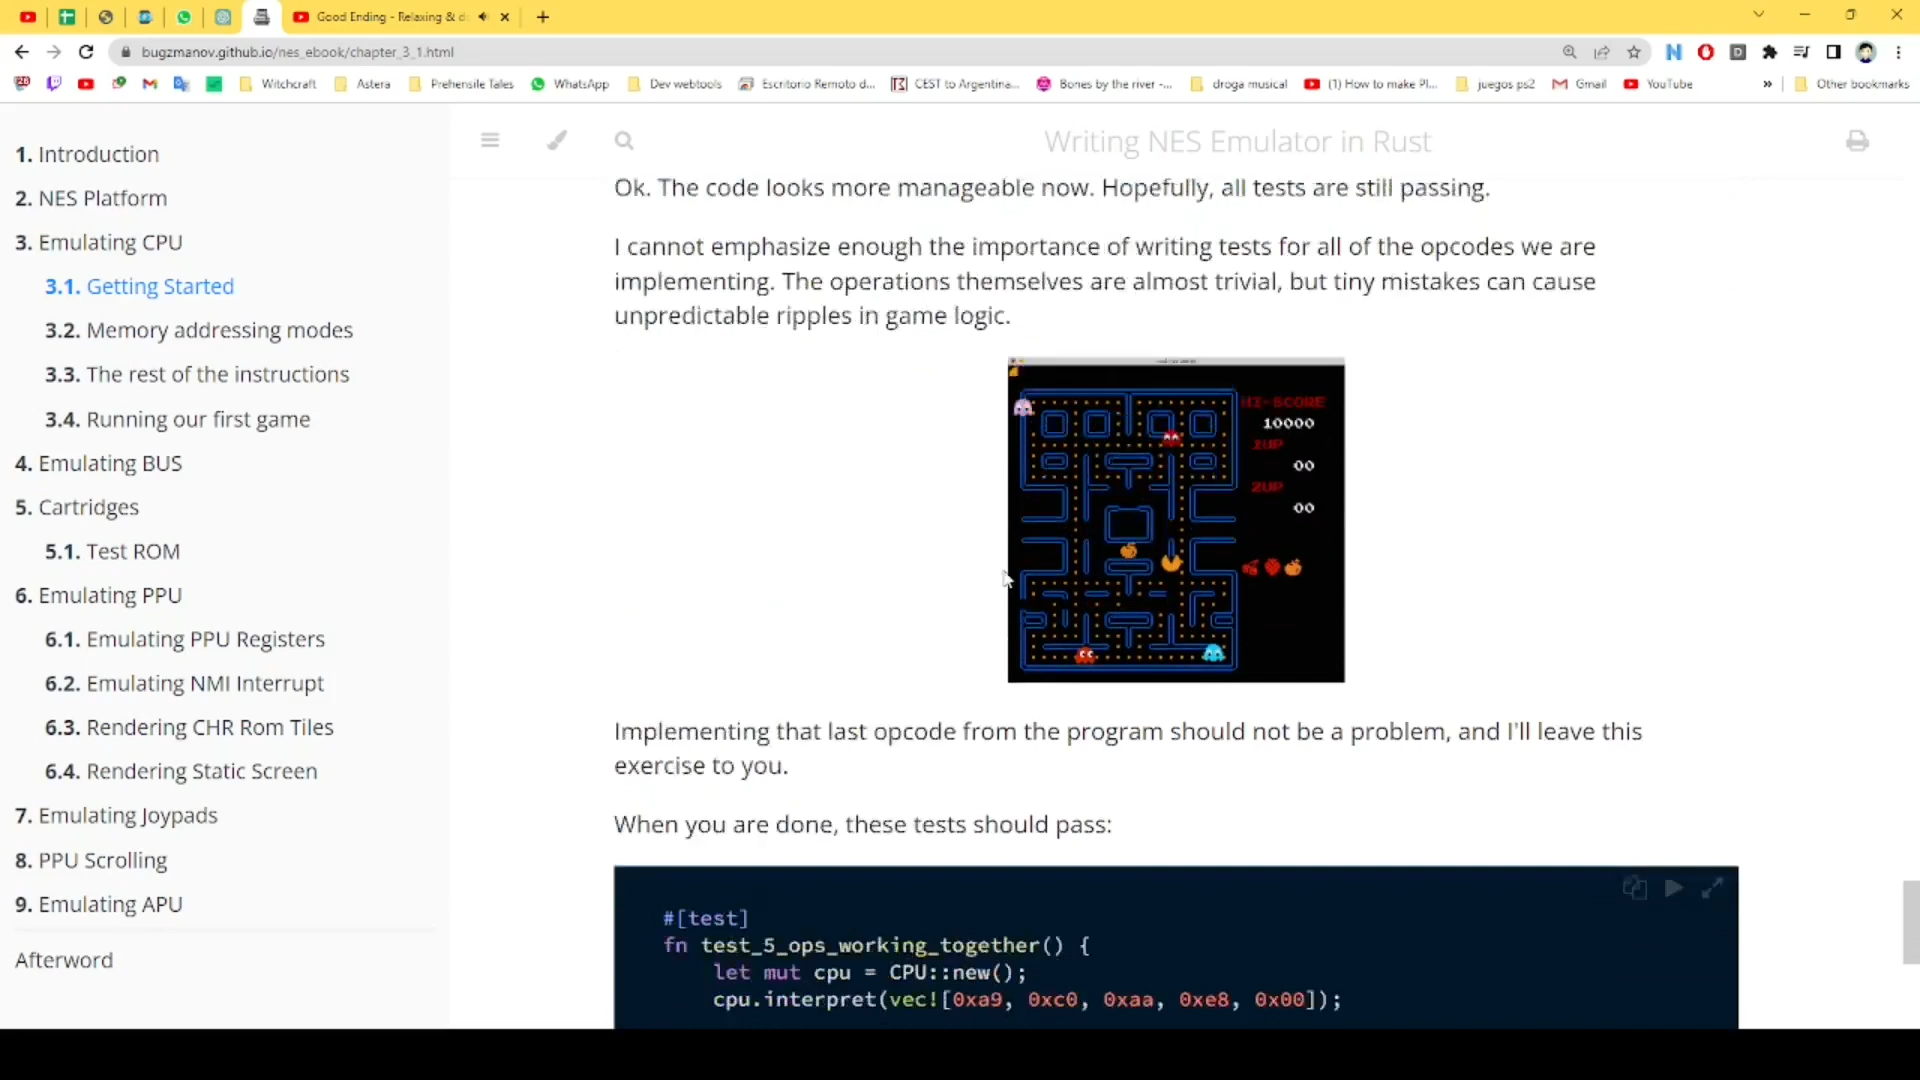 Good Ending - Relaxing & d
bugzmanov.github.io/nes_ebook/chapter_3_1.html
Witchcraft
Astera
Prehensile Tales
WhatsApp
Dev webtools
Escritorio Remoto d...
CEST to Argentina...
Bones by the river -...
droga musical
(1) How to make Pl...
juegos ps2
Gmail
YouTube
»
Other bookmarks
1. Introduction
2. NES Platform
3. Emulating CPU
3.1. Getting Started
3.2. Memory addressing modes
3.3. The rest of the instructions
3.4. Running our first game
4. Emulating BUS
5. Cartridges
5.1. Test ROM
6. Emulating PPU
6.1. Emulating PPU Registers
6.2. Emulating NMI Interrupt
6.3. Rendering CHR Rom Tiles
6.4. Rendering Static Screen
7. Emulating Joypads
8. PPU Scrolling
9. Emulating APU
Afterword
Writing NES Emulator in Rust
Ok. The code looks more manageable now. Hopefully, all tests are still passing.
I cannot emphasize enough the importance of writing tests for all of the opcodes we are
implementing. The operations themselves are almost trivial, but tiny mistakes can cause
unpredictable ripples in game logic.
HI-SCORE
10000
1UP
00
2UP
00
Implementing that last opcode from the program should not be a problem, and I'll leave this
exercise to you.
When you are done, these tests should pass:
#[test]
fn test_5_ops_working_together() {
let mut cpu = CPU::new();
cpu.interpret(vec![0xa9, 0xc0, 0xaa, 0xe8, 0x00]);